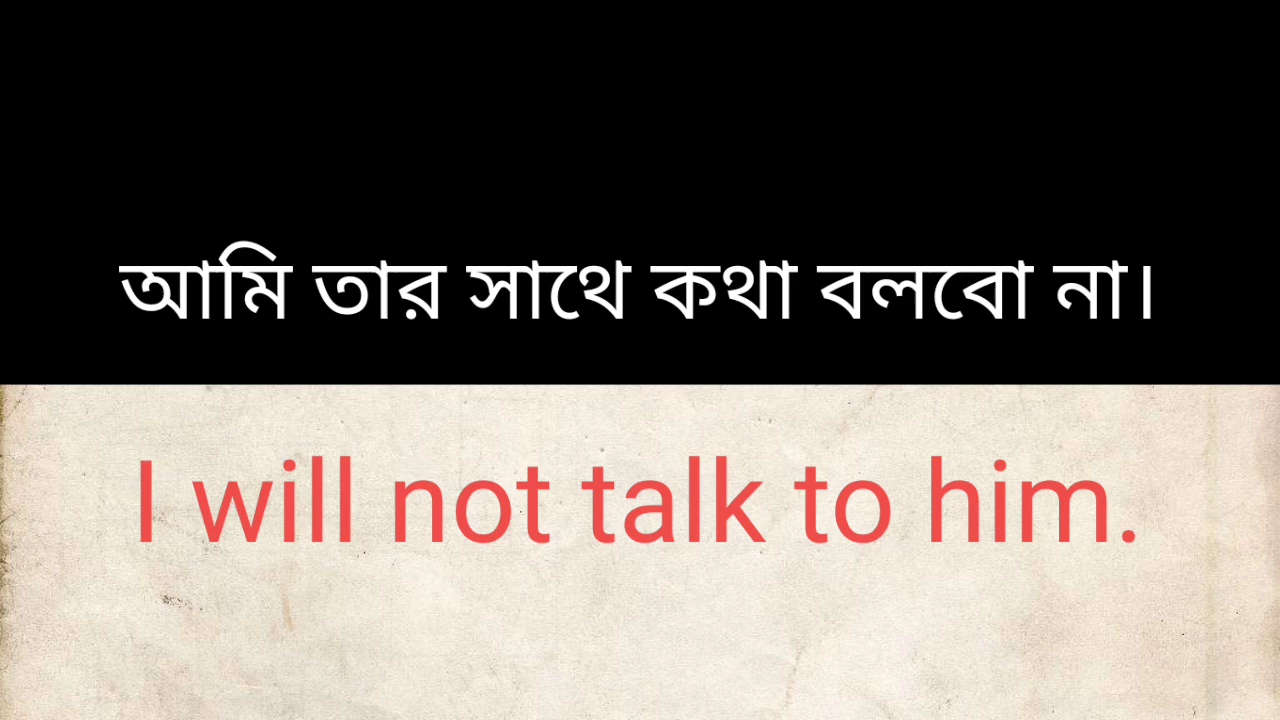 আমি তার সাথে কথা বলবো না।
I will not talk to him.